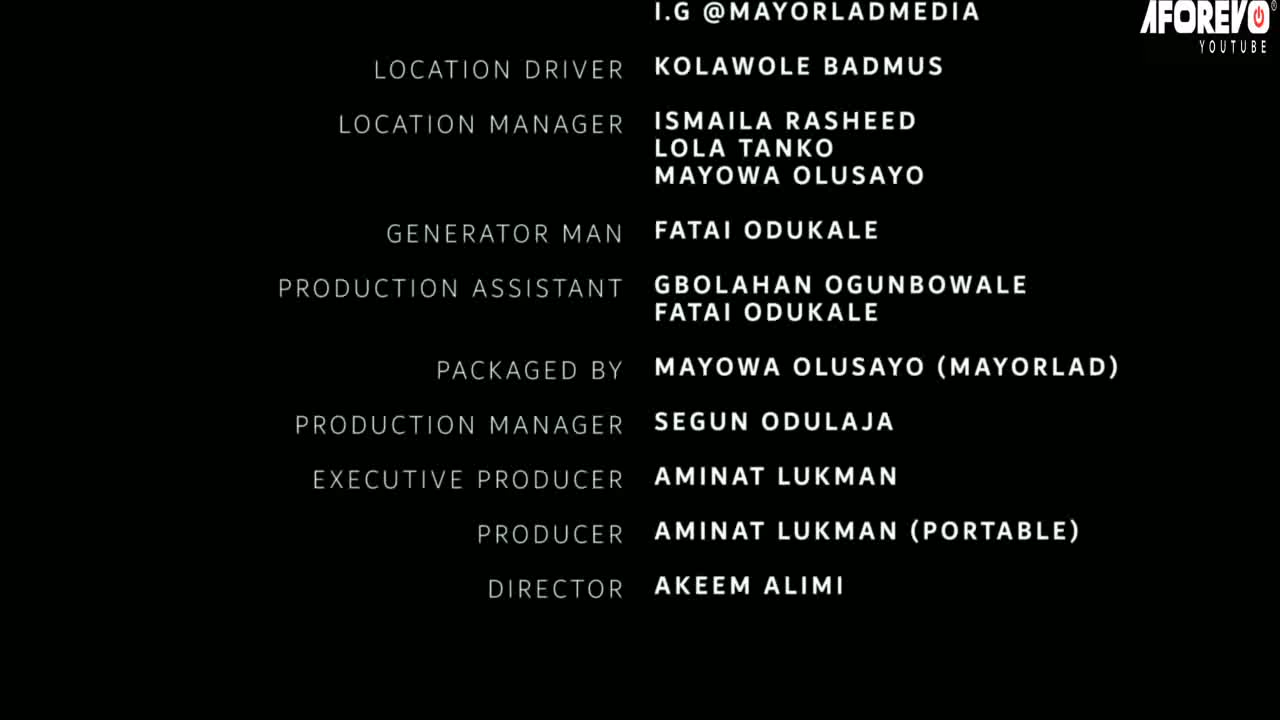 I.G @MAYORLADMEDIA
AFOREVO
YOUTUBE
LOCATION DRIVER KOLAWOLE BADMUS
LOCATION MANAGER ISMAILA RASHEED
LOLA TANKO
MAYOWA OLUSAYO
GENERATOR MAN FATAI ODUKALE
PRODUCTION ASSISTANT GBOLAHAN OGUNBOWALE
FATAI ODUKALE
PACKAGED BY MAYOWA OLUSAYO (MAYORLAD)
PRODUCTION MANAGER SEGUN ODULAJA
EXECUTIVE PRODUCER AMINAT LUKMAN
PRODUCER AMINAT LUKMAN (PORTABLE)
DIRECTOR AKEEM ALIMI